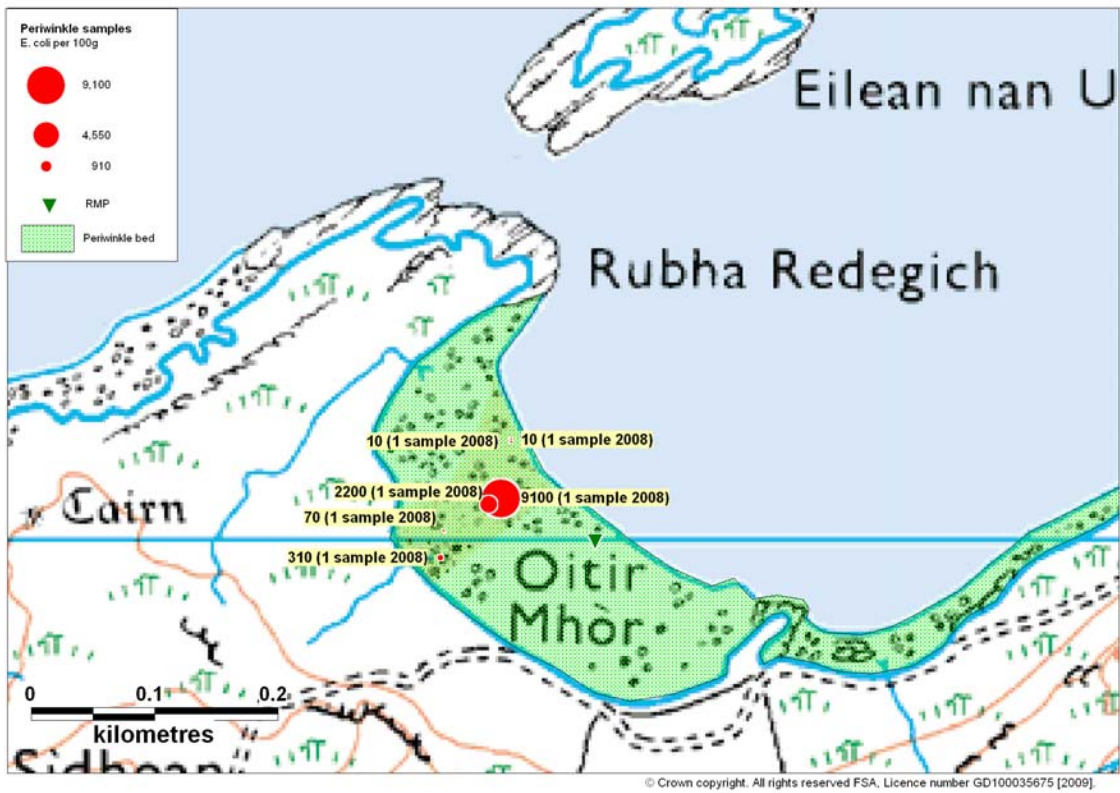 Periwinkle samples
E. coli per 100g
9,100
4,550
910
RMP
Periwinkle bed
Eilean nan U
Rubha Redegich
10 (1 sample 2008)
10 (1 sample 2008)
2200 (1 sample 2008)
9100 (1 sample 2008)
70 (1 sample 2008)
310 (1 sample 2008)
Cairn
Oitir
Mhòr
0 0.1 0.2
kilometres
Sidhean
© Crown copyright. All rights reserved FSA, Licence number GD100035675 [2009].